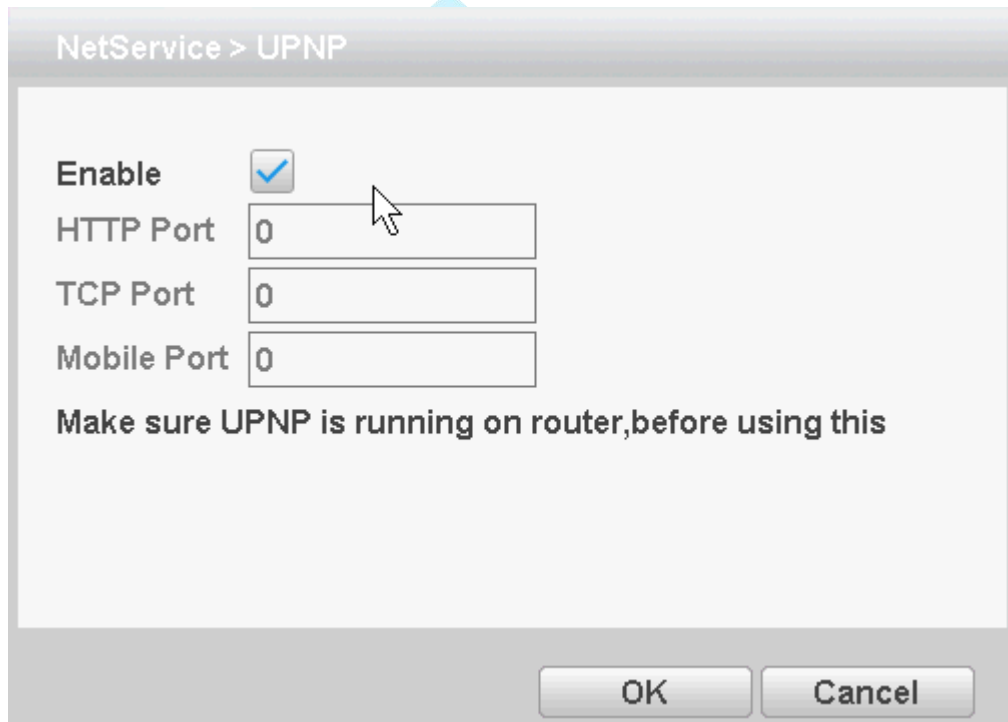 NetService > UPNP
Enable
HTTP Port 0
TCP Port 0
Mobile Port 0
Make sure UPNP is running on router,before using this
OK Cancel